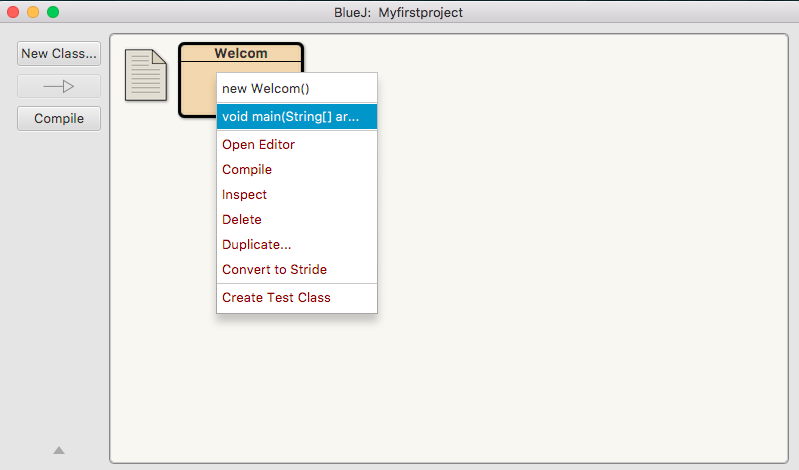 BlueJ: Myfirstproject
New Class...
Compile
Welcom
new Welcom()
void main(String[] ar...
Open Editor
Compile
Inspect
Delete
Duplicate...
Convert to Stride
Create Test Class